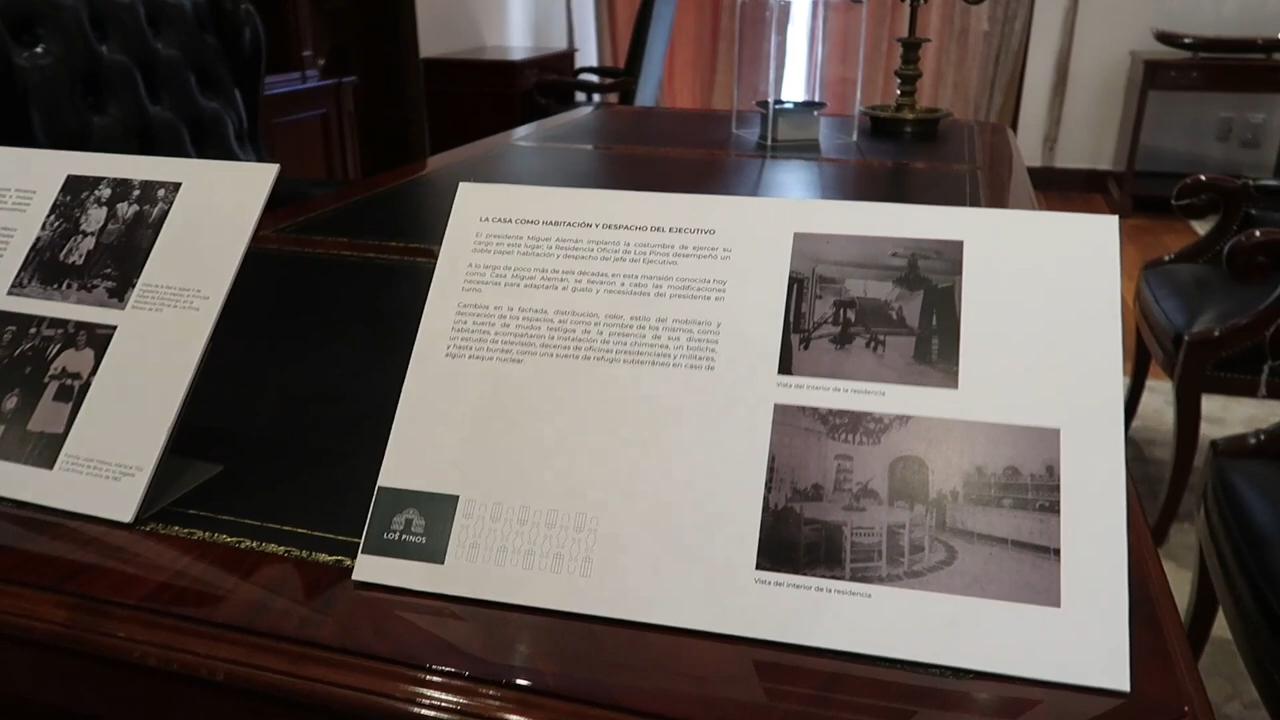 LA CASA COMO HABITACIÓN Y DESPACHO DEL EJECUTIVO
El presidente Miguel Alemán implantó la costumbre de ejercer su
cargo en este lugar; la Residencia Oficial de Los Pinos desempeñó un
doble papel: habitación y despacho del jefe del Ejecutivo.
A lo largo de poco más de seis décadas, en esta mansión conocida hoy
como Casa Miguel Alemán, se llevaron a cabo las modificaciones
necesarias para adaptarla al gusto y necesidades del presidente en
turno.
Cambios en la fachada, distribución, color, estilo del mobiliario y
decoración de los espacios, así como el nombre de los mismos, como
una suerte de mudos testigos de la presencia de sus diversos
habitantes, acompañaron la instalación de una chimenea, un boliche,
un estudio de televisión, decenas de oficinas presidenciales y militares,
y hasta un bunker, como una suerte de refugio subterráneo en caso de
algún ataque nuclear.
Vista del interior de la residencia
Vista del interior de la residencia
LOS PINOS